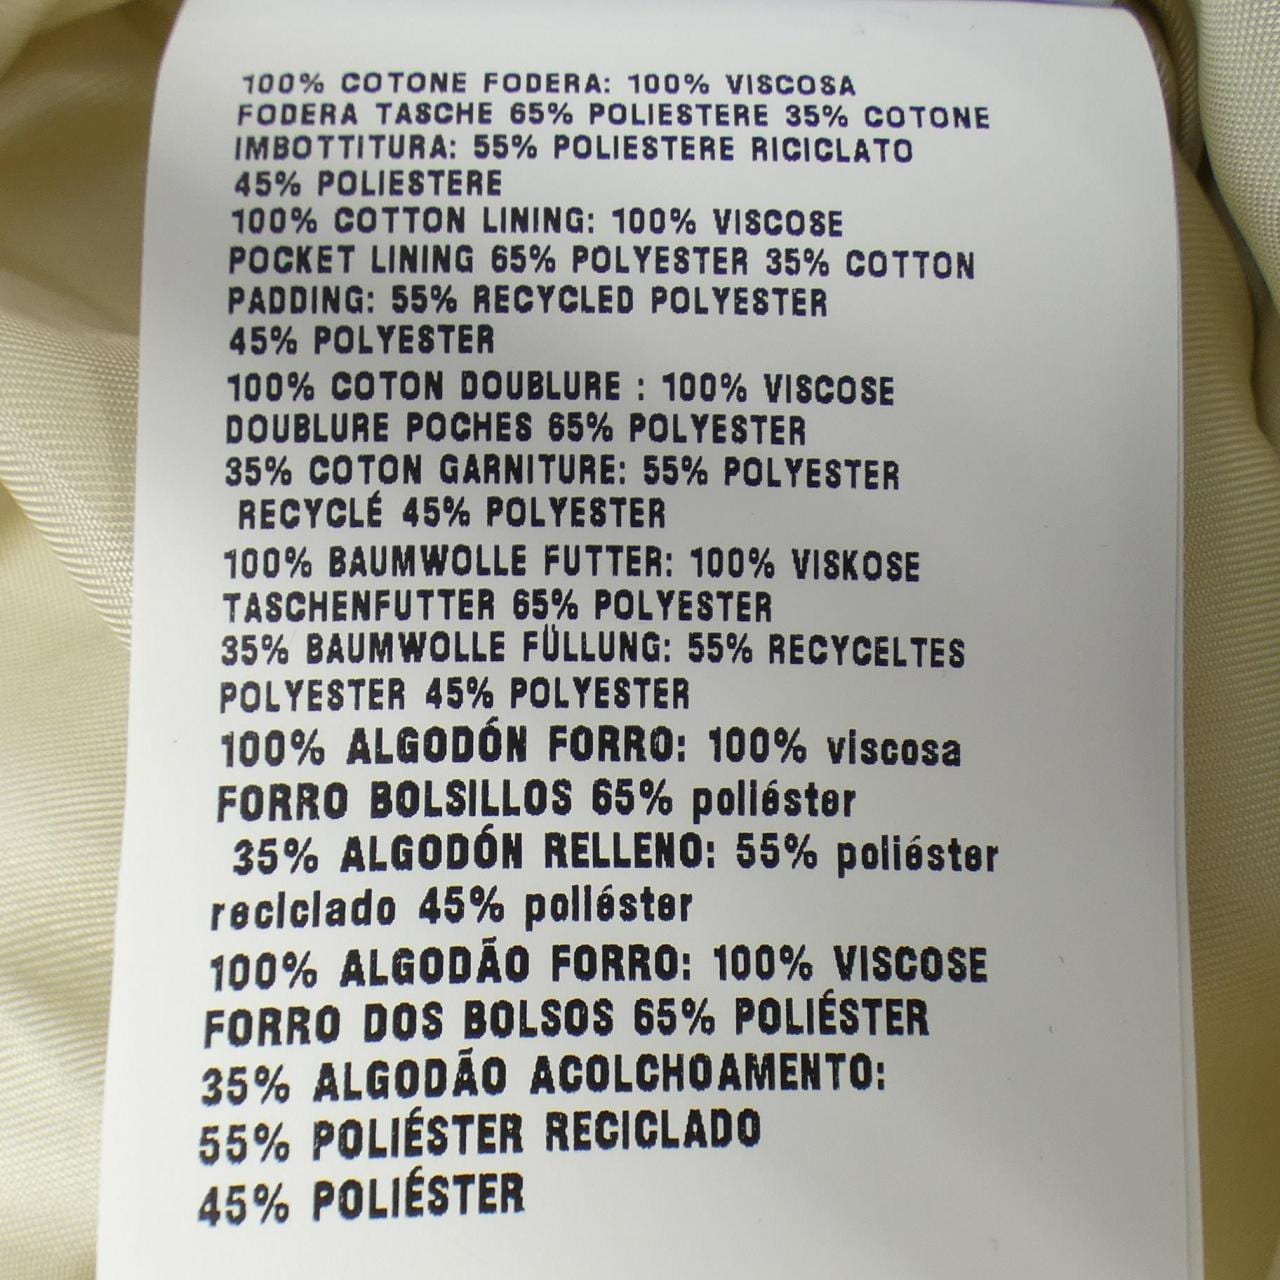 100% COTONE FODERA: 100% VISCOSA
FODERA TASCHE 65% POLIESTERE 35% COTONE
IMBOTTITURA: 55% POLIESTERE RICICLATO
45% POLIESTERE
100% COTTON LINING: 100% VISCOSE
POCKET LINING 65% POLYESTER 35% COTTON
PADDING: 55% RECYCLED POLYESTER
45% POLYESTER
100% COTON DOUBLURE : 100% VISCOSE
DOUBLURE POCHES 65% POLYESTER
35% COTON GARNITURE: 55% POLYESTER
RECYCLÉ 45% POLYESTER
100% BAUMWOLLE FUTTER: 100% VISKOSE
TASCHENFUTTER 65% POLYESTER
35% BAUMWOLLE FÜLLUNG: 55% RECYCELTES
POLYESTER 45% POLYESTER
100% ALGODÓN FORRO: 100% viscosa
FORRO BOLSILLOS 65% poliéster
35% ALGODÓN RELLENO: 55% poliéster
reciclado 45% poliéster
100% ALGODÃO FORRO: 100% VISCOSE
FORRO DOS BOLSOS 65% POLIÉSTER
35% ALGODÃO ACOLCHOAMENTO:
55% POLIÉSTER RECICLADO
45% POLIÉSTER